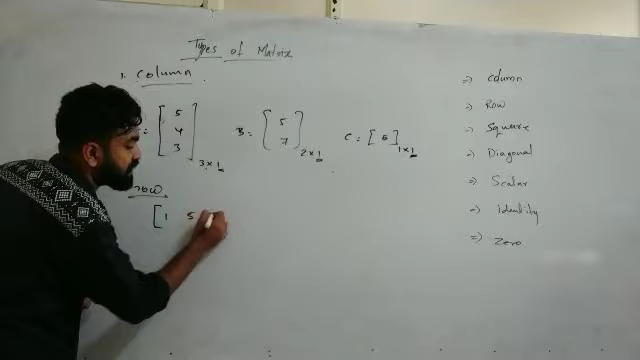 Types of Matrix
1. Column
= [ 5 4 3 ] 3×1
B = [ 5 7 ] 2×1
C = [ 5 ] 1×1
row
[ 1 5
=> Column
=> Row
=> Square
=> Diagonal
=> Scalar
=> Identity
=> Zero